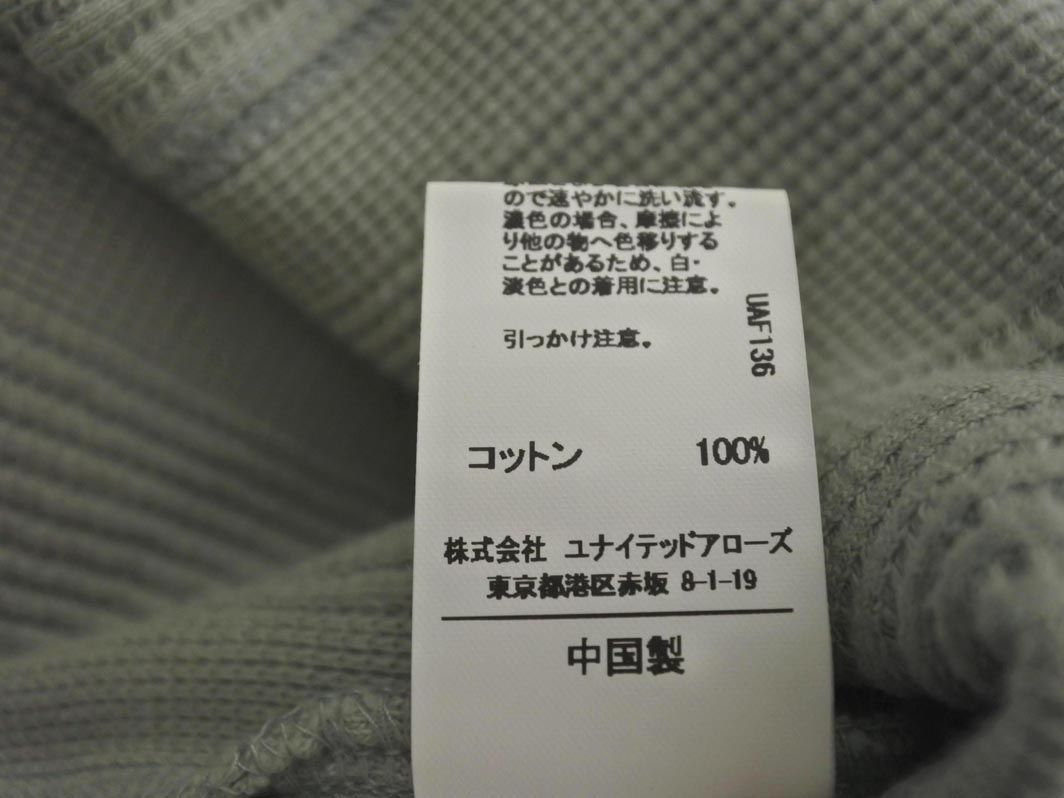 ので速やかに洗い流す。
濃色の場合、摩擦によ
り他の物へ色移りする
ことがあるため、白・
淡色との着用に注意。
引っかけ注意。
UAF136
コットン 100%
株式会社 ユナイテッドアローズ
東京都港区赤坂 8-1-19
中国製